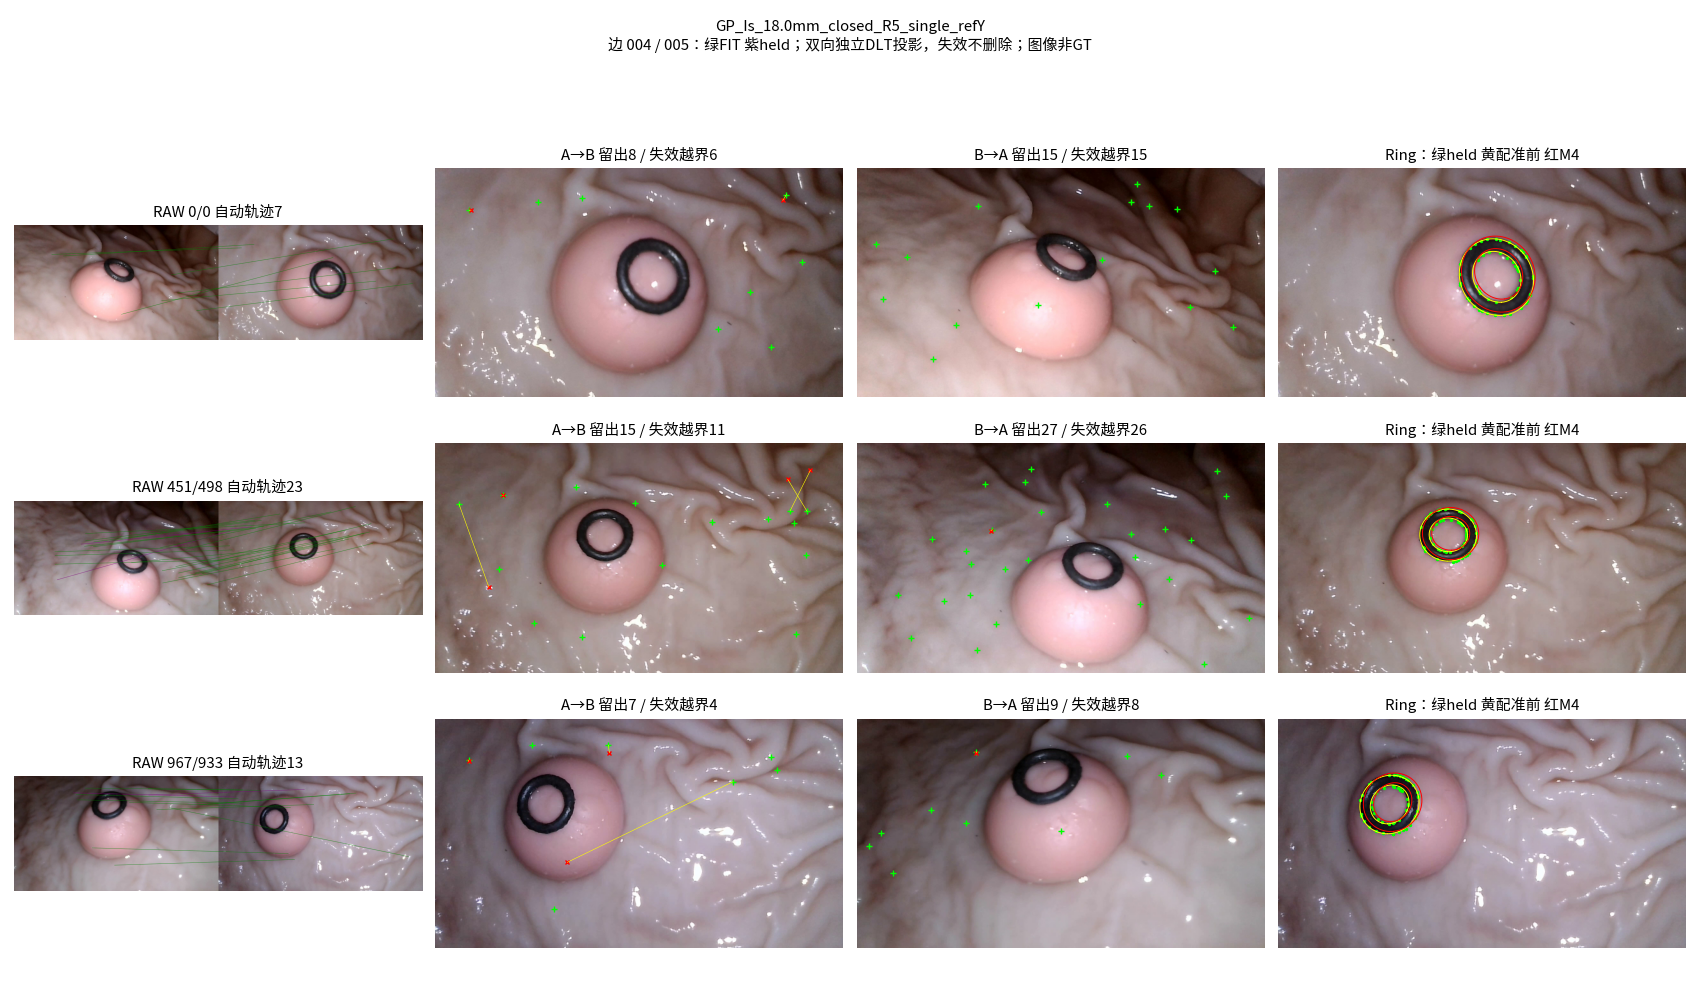 GP_Is_18.0mm_closed_R5_single_refY
边 004 / 005：绿FIT 紫held；双向独立DLT投影，失效不删除；图像非GT
RAW 0/0 自动轨迹7
A→B 留出8 / 失效越界6
B→A 留出15 / 失效越界15
Ring：绿held 黄配准前 红M4
RAW 451/498 自动轨迹23
A→B 留出15 / 失效越界11
B→A 留出27 / 失效越界26
Ring：绿held 黄配准前 红M4
RAW 967/933 自动轨迹13
A→B 留出7 / 失效越界4
B→A 留出9 / 失效越界8
Ring：绿held 黄配准前 红M4